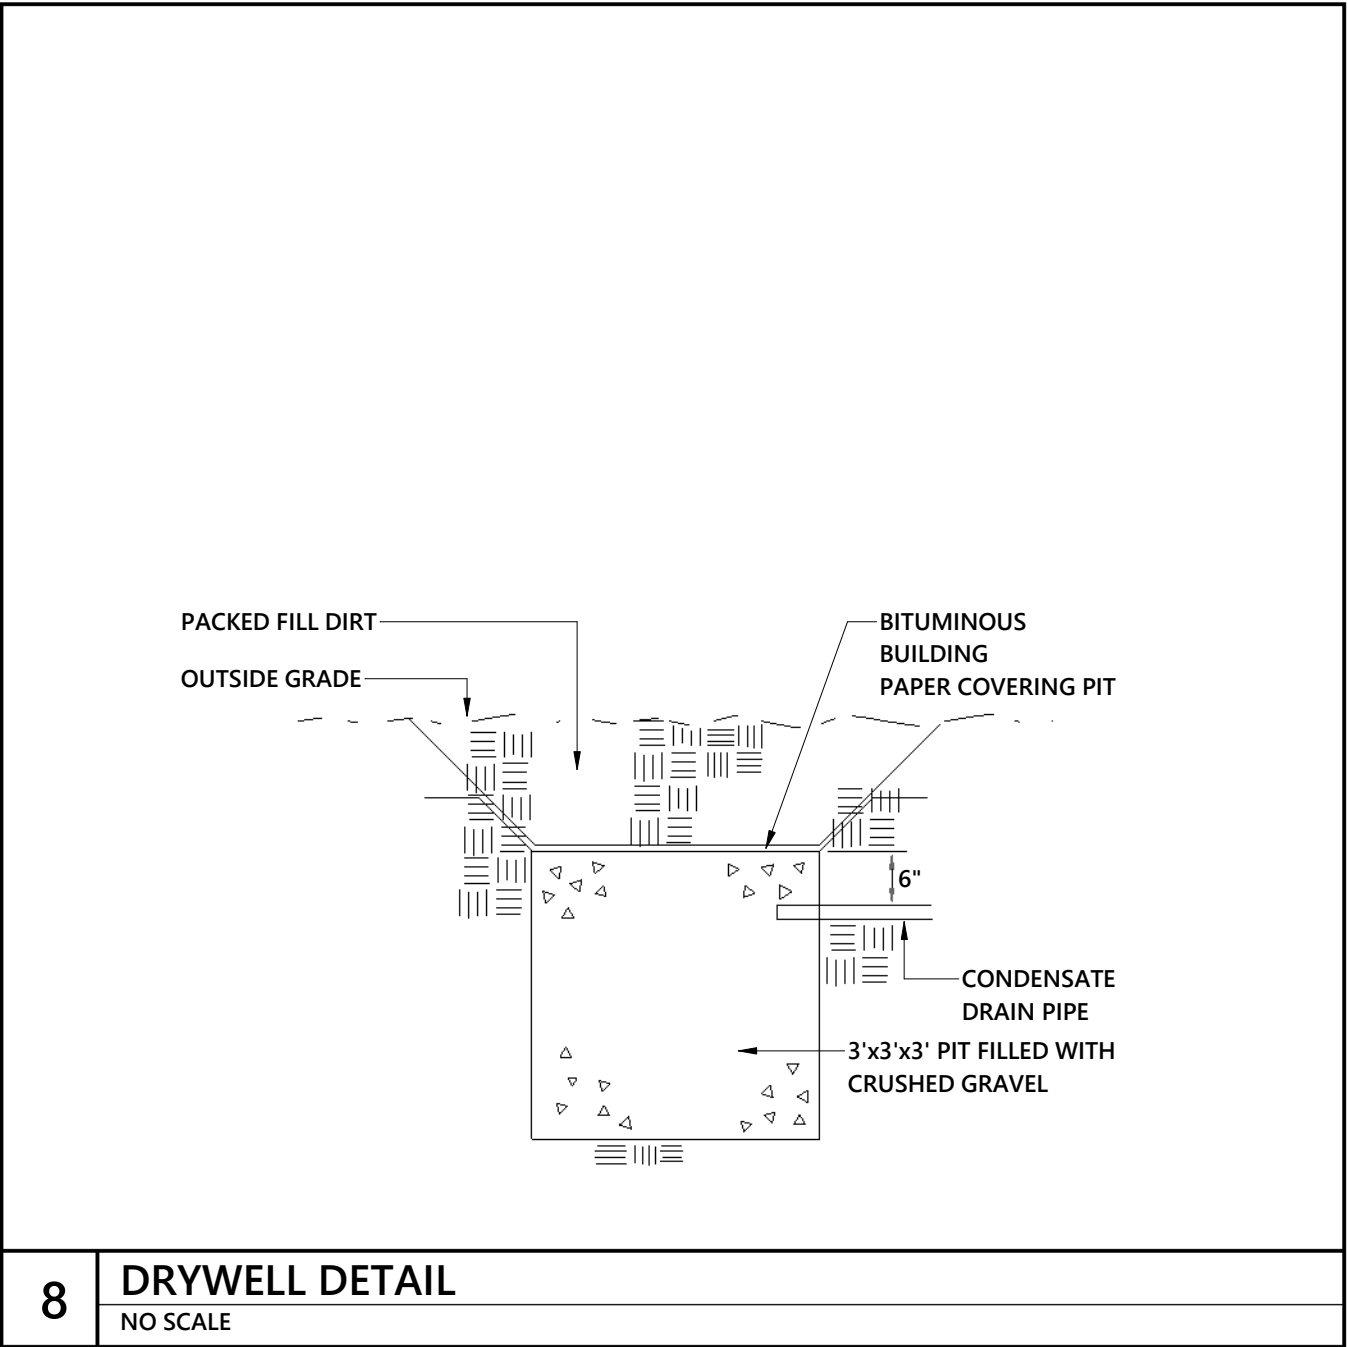 PACKED FILL DIRT
OUTSIDE GRADE
BITUMINOUS
BUILDING
PAPER COVERING PIT
6"
CONDENSATE
DRAIN PIPE
3'x3'x3' PIT FILLED WITH
CRUSHED GRAVEL
8
DRYWELL DETAIL
NO SCALE